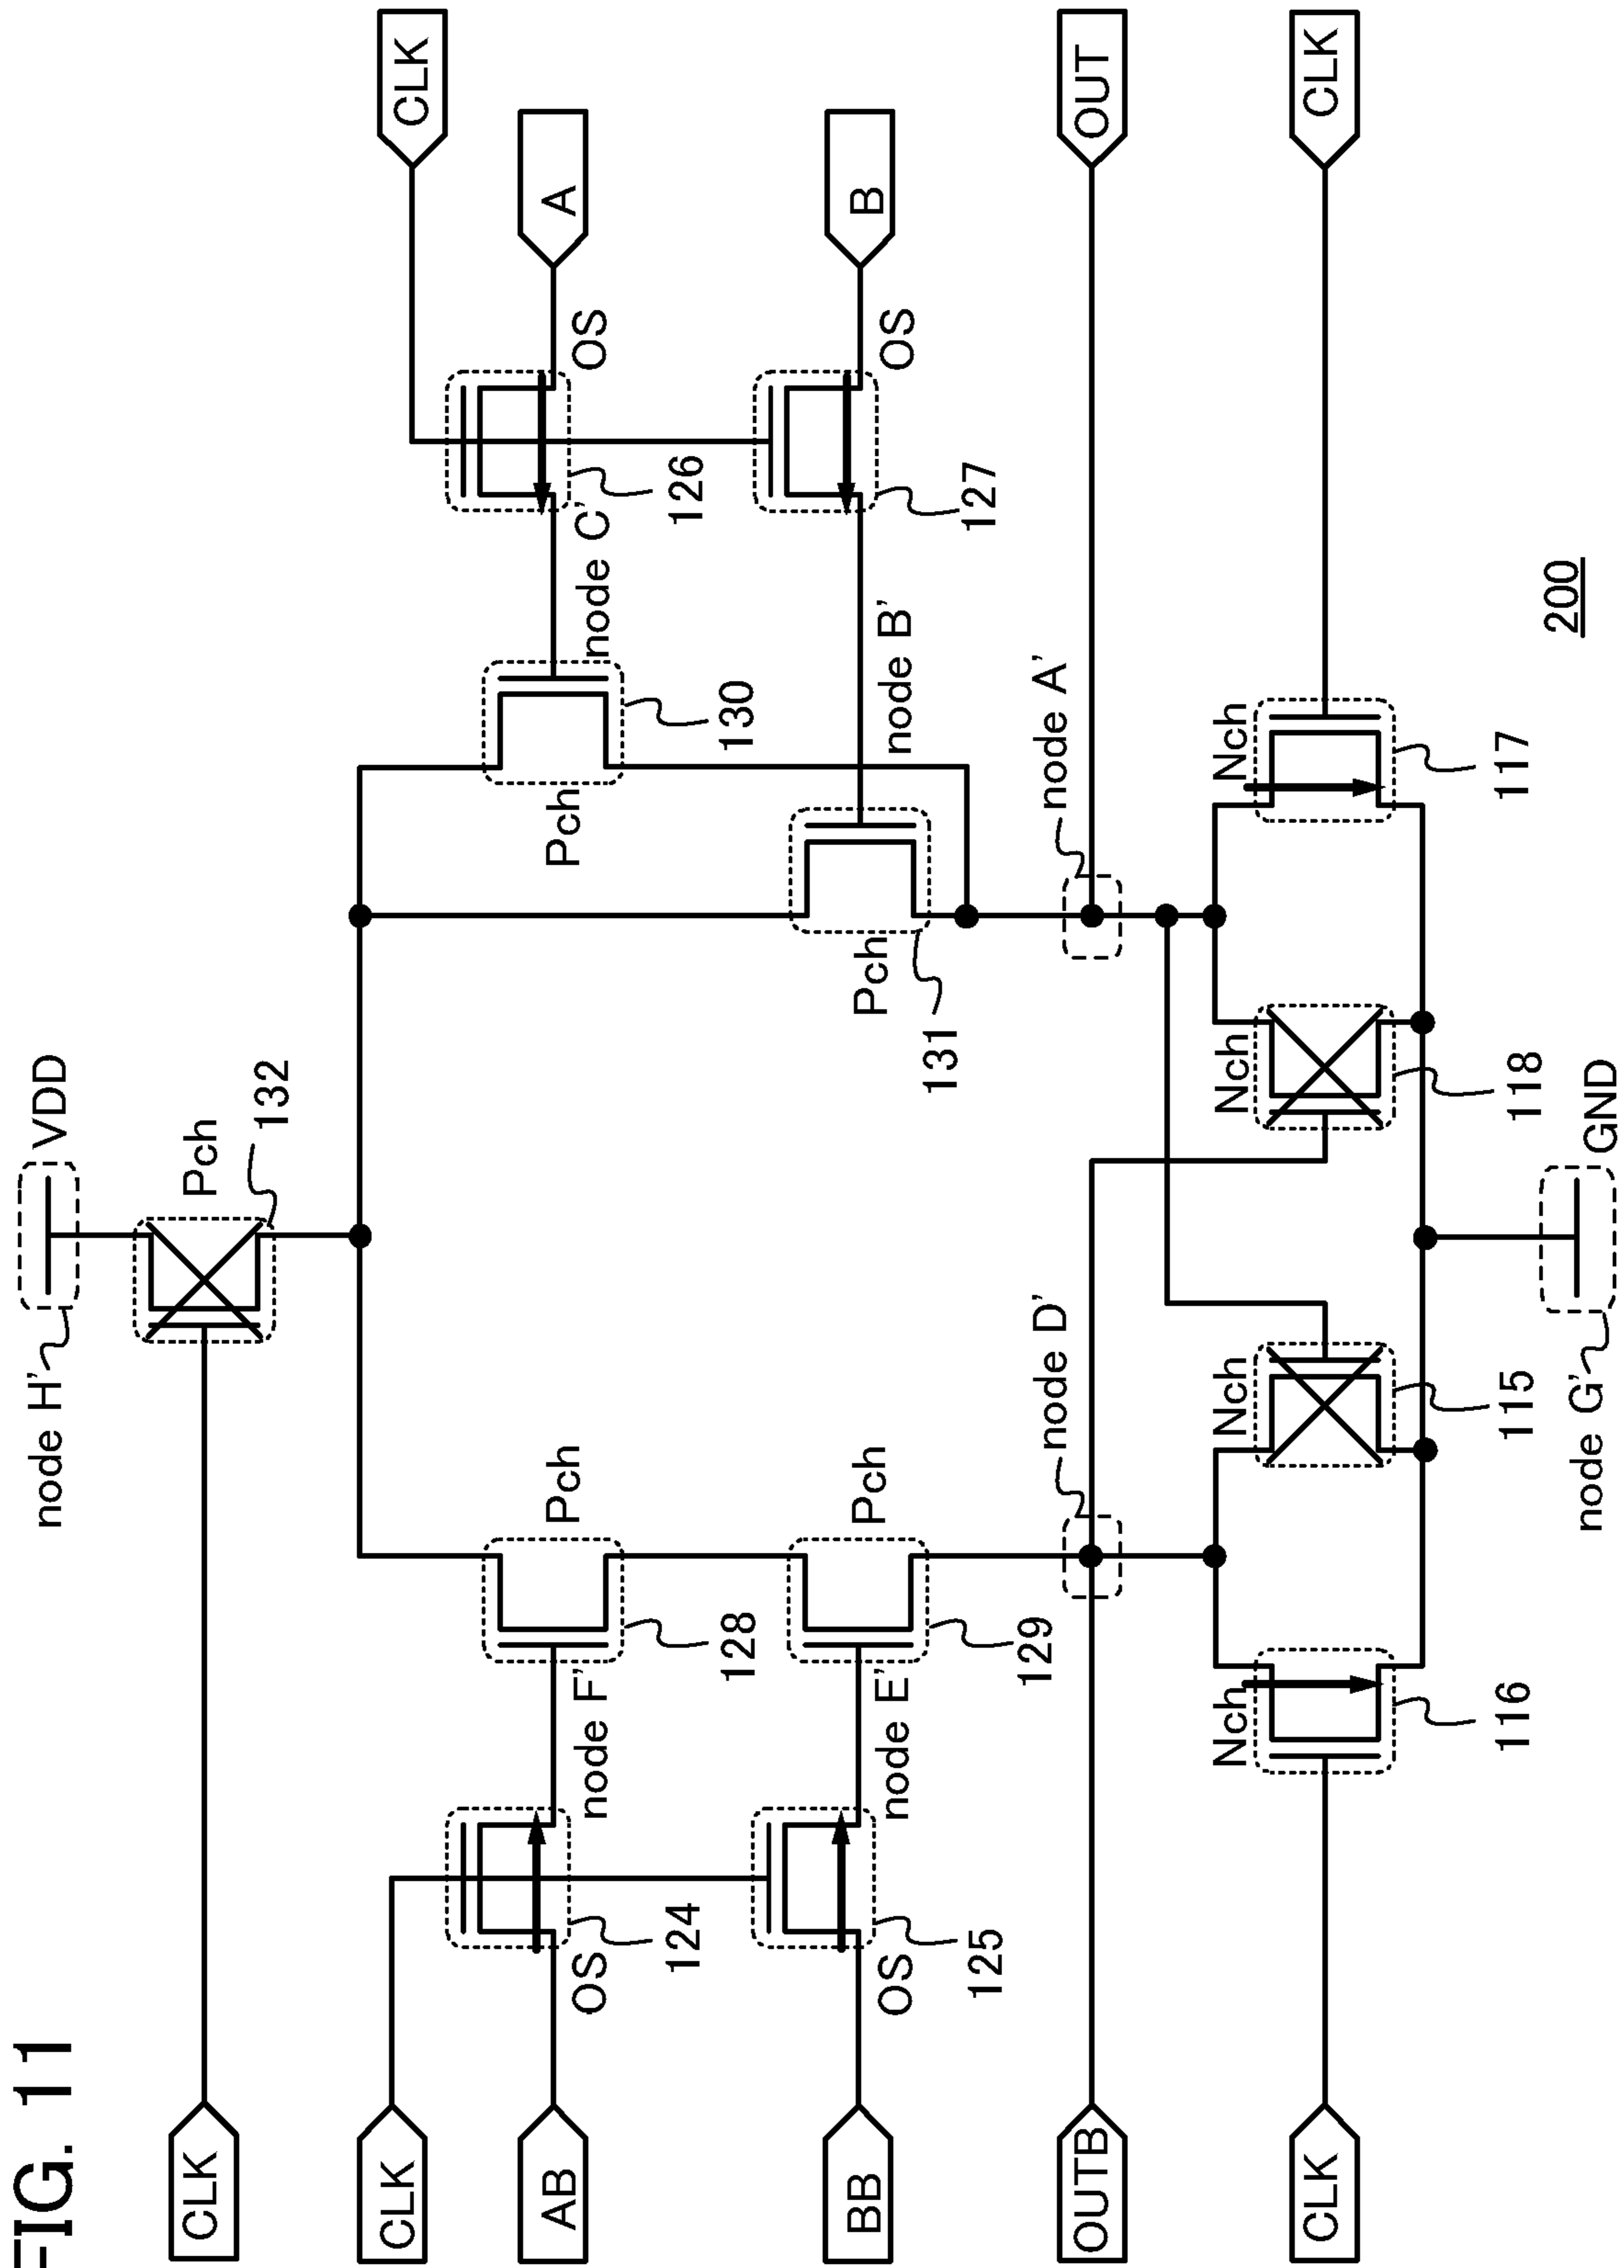 FIG. 11
node H'
VDD
CLK
Pch
132
CLK
CLK
AB
OS
124
node F'
128
Pch
Pch
130
node C'
126
OS
A
BB
OS
125
node E'
129
Pch
Pch
131
node B'
127
OS
B
OUTB
node D'
node A'
OUT
CLK
Nch
116
Nch
115
Nch
118
Nch
117
CLK
node G'
GND
200